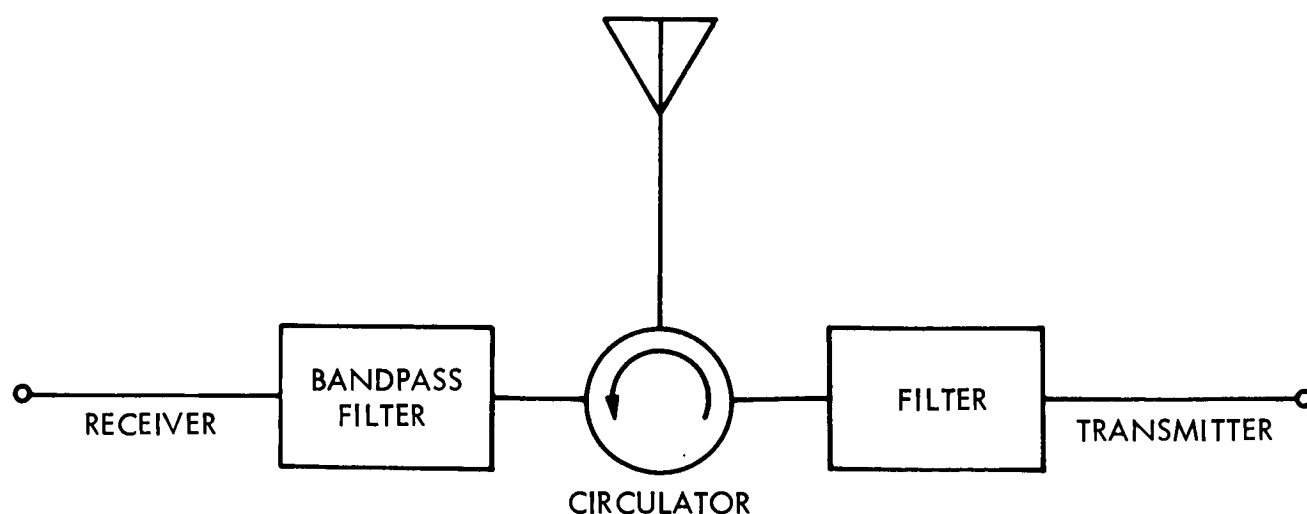 BANDPASS
FILTER
FILTER
RECEIVER
TRANSMITTER
CIRCULATOR